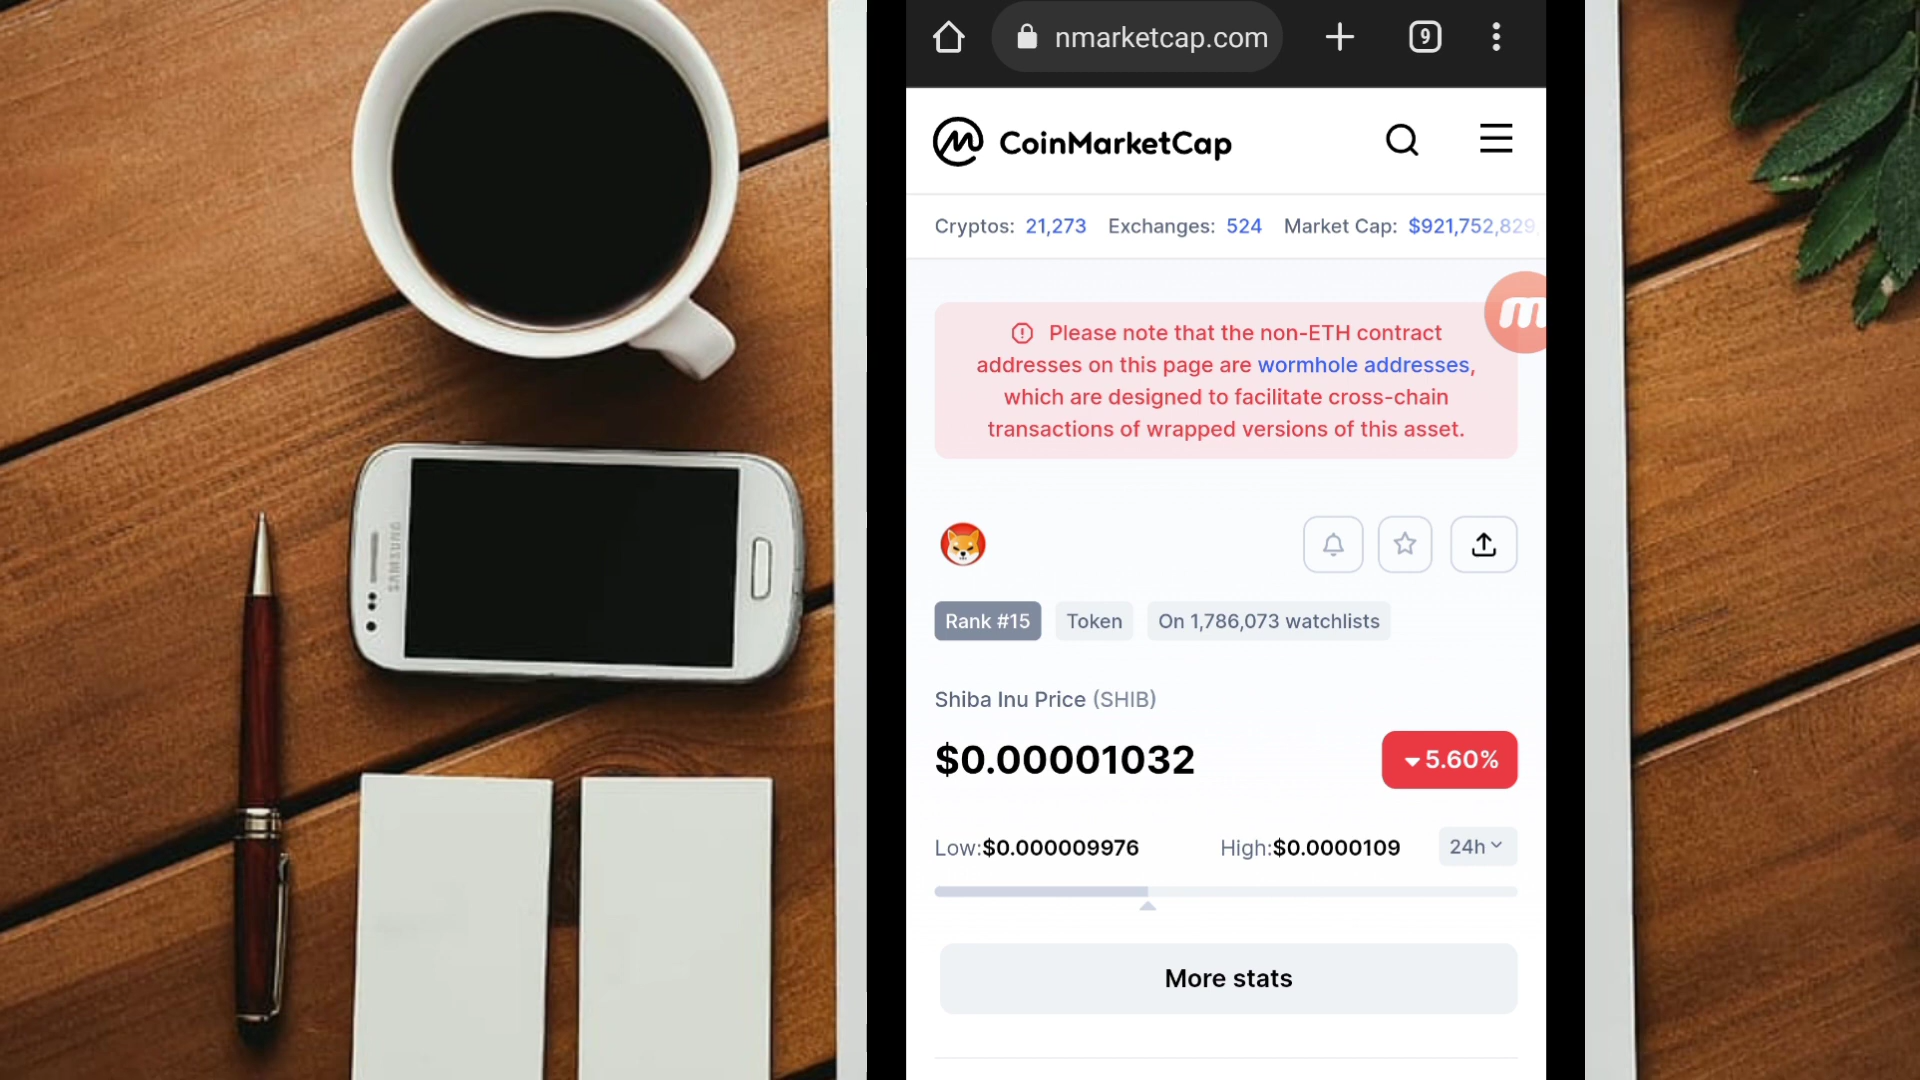 nmarketcap.com
9
CoinMarketCap
Cryptos: 21,273 Exchanges: 524 Market Cap: $921,752,829
Please note that the non-ETH contract
addresses on this page are wormhole addresses,
which are designed to facilitate cross-chain
transactions of wrapped versions of this asset.
m
SAMSUNG
Rank #15 Token On 1,786,073 watchlists
Shiba Inu Price (SHIB)
$0.00001032 5.60%
Low:$0.000009976 High:$0.0000109 24h
More stats